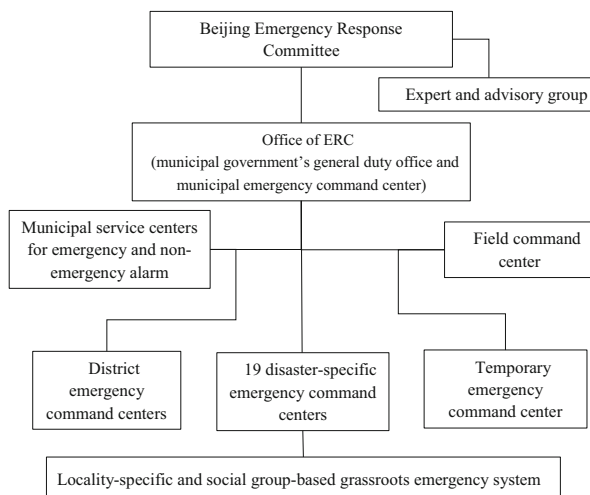 Beijing Emergency Response
Committee
Expert and advisory group
Office of ERC
(municipal government's general duty office and
municipal emergency command center)
Municipal service centers
for emergency and non-
emergency alarm
Field command
center
District
emergency
command centers
19 disaster-specific
emergency command
centers
Temporary
emergency
command center
Locality-specific and social group-based grassroots emergency system